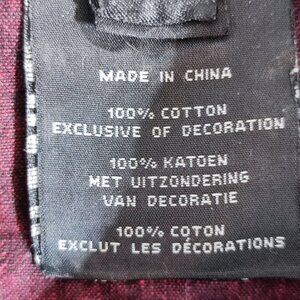 MADE IN CHINA
100% COTTON
EXCLUSIVE OF DECORATION
100% KATOEN
MET UITZONDERING
VAN DECORATIE
100% COTON
EXCLUT LES DÉCORATIONS